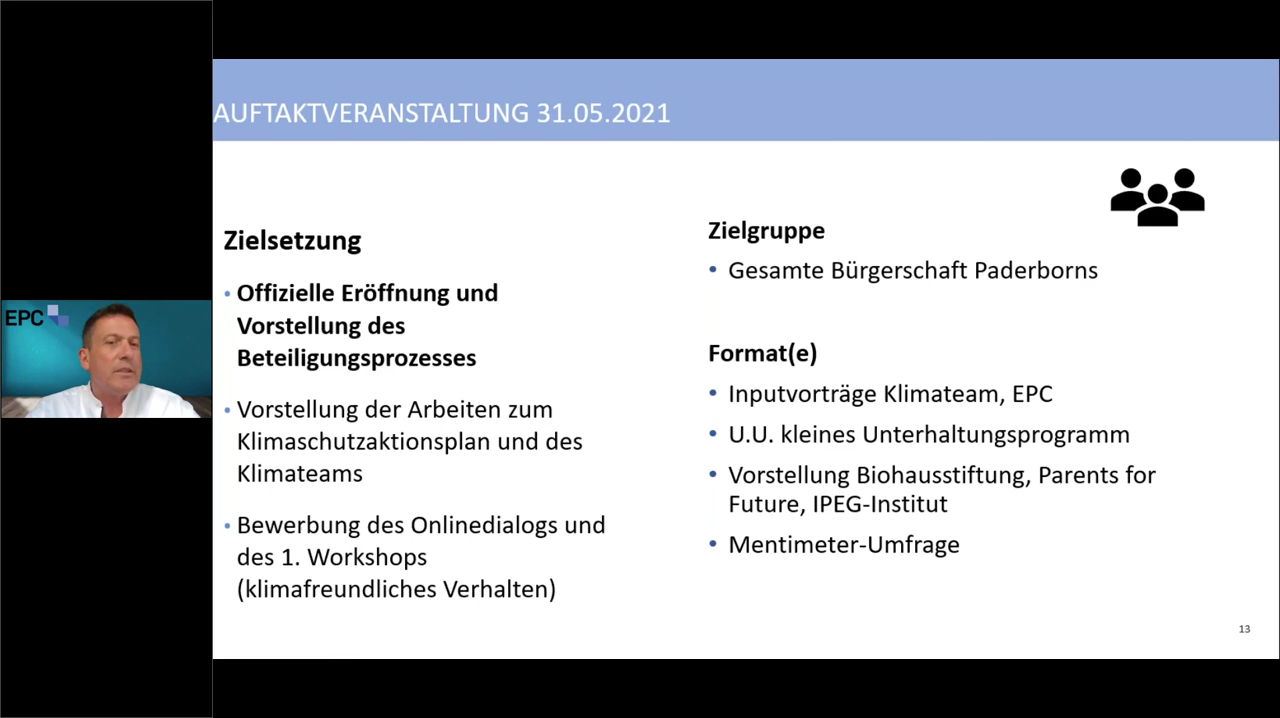 AUFTAKTVERANSTALTUNG 31.05.2021
Zielsetzung
• Offizielle Eröffnung und
Vorstellung des
Beteiligungsprozesses
• Vorstellung der Arbeiten zum
Klimaschutzaktionsplan und des
Klimateams
• Bewerbung des Onlinedialogs und
des 1. Workshops
(klimafreundliches Verhalten)
Zielgruppe
• Gesamte Bürgerschaft Paderborns
Format(e)
• Inputvorträge Klimateam, EPC
• U.U. kleines Unterhaltungsprogramm
• Vorstellung Biohausstiftung, Parents for
Future, IPEG-Institut
• Mentimeter-Umfrage
13
EPC